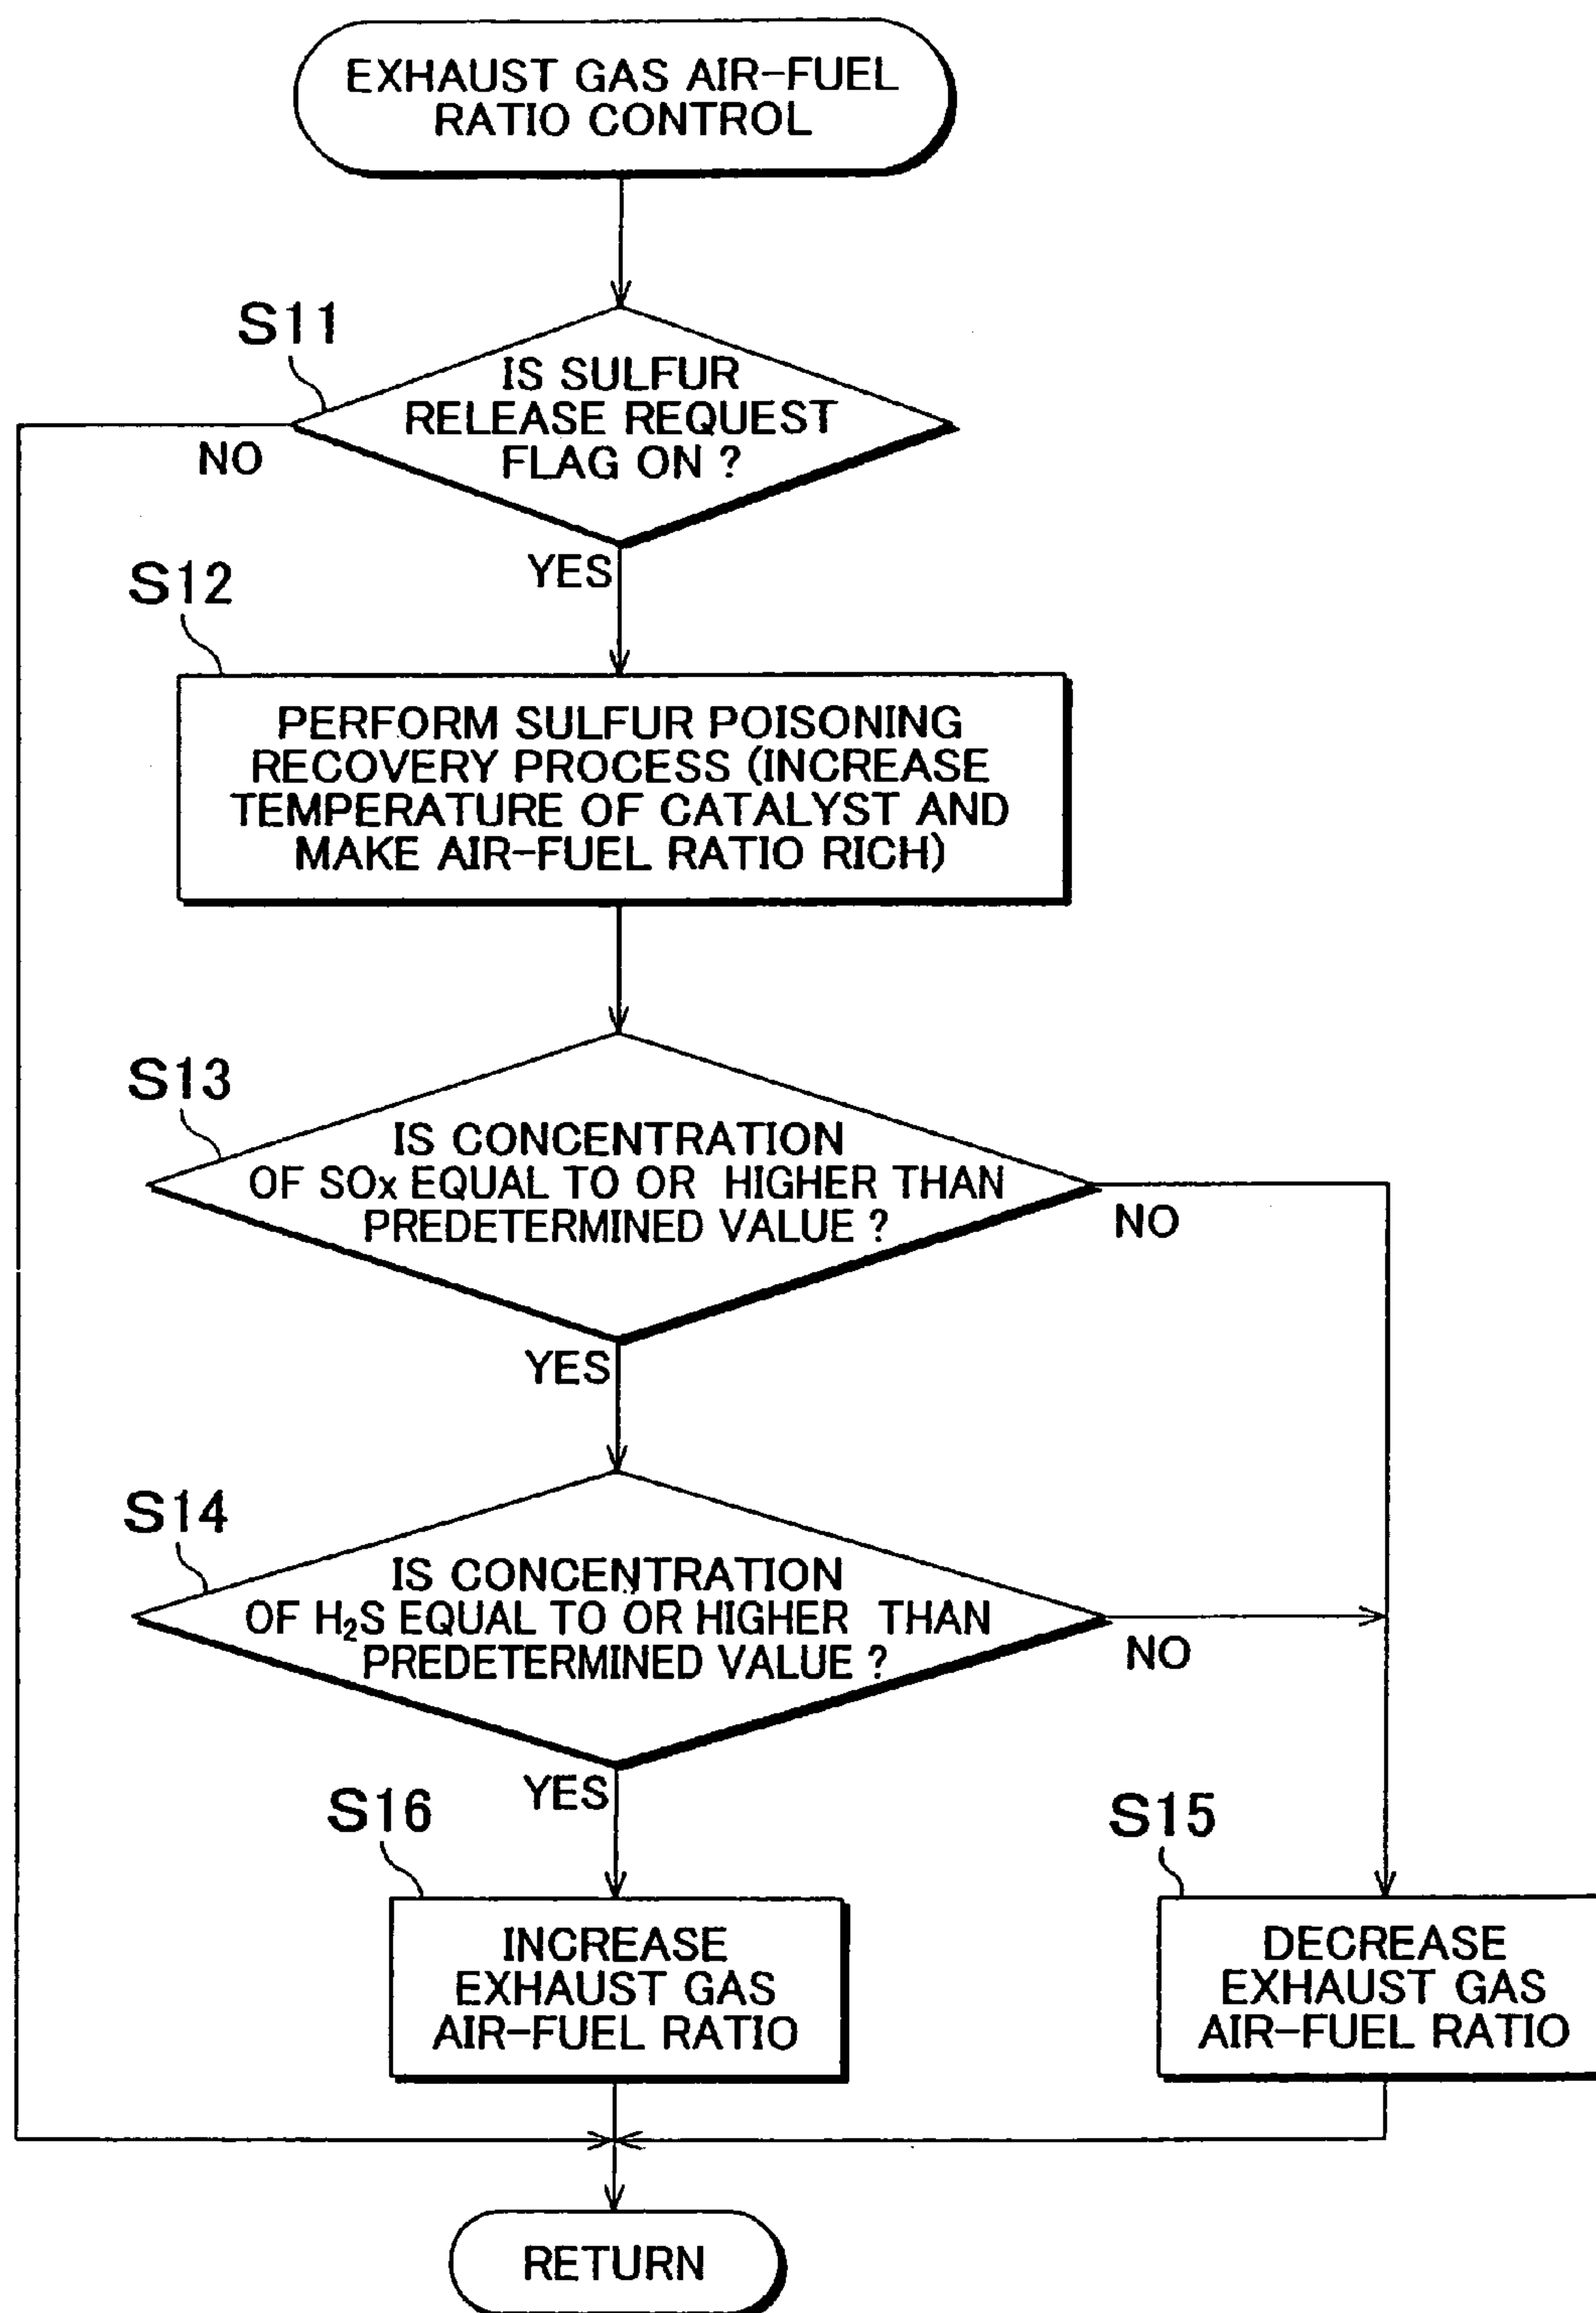 EXHAUST GAS AIR-FUEL
RATIO CONTROL
S11
IS SULFUR
RELEASE REQUEST
FLAG ON ?
NO
YES
S12
PERFORM SULFUR POISONING
RECOVERY PROCESS (INCREASE
TEMPERATURE OF CATALYST AND
MAKE AIR-FUEL RATIO RICH)
S13
IS CONCENTRATION
OF SOx EQUAL TO OR HIGHER THAN
PREDETERMINED VALUE ?
NO
YES
S14
IS CONCENTRATION
OF H₂S EQUAL TO OR HIGHER THAN
PREDETERMINED VALUE ?
NO
YES
S16
INCREASE
EXHAUST GAS
AIR-FUEL RATIO
S15
DECREASE
EXHAUST GAS
AIR-FUEL RATIO
RETURN